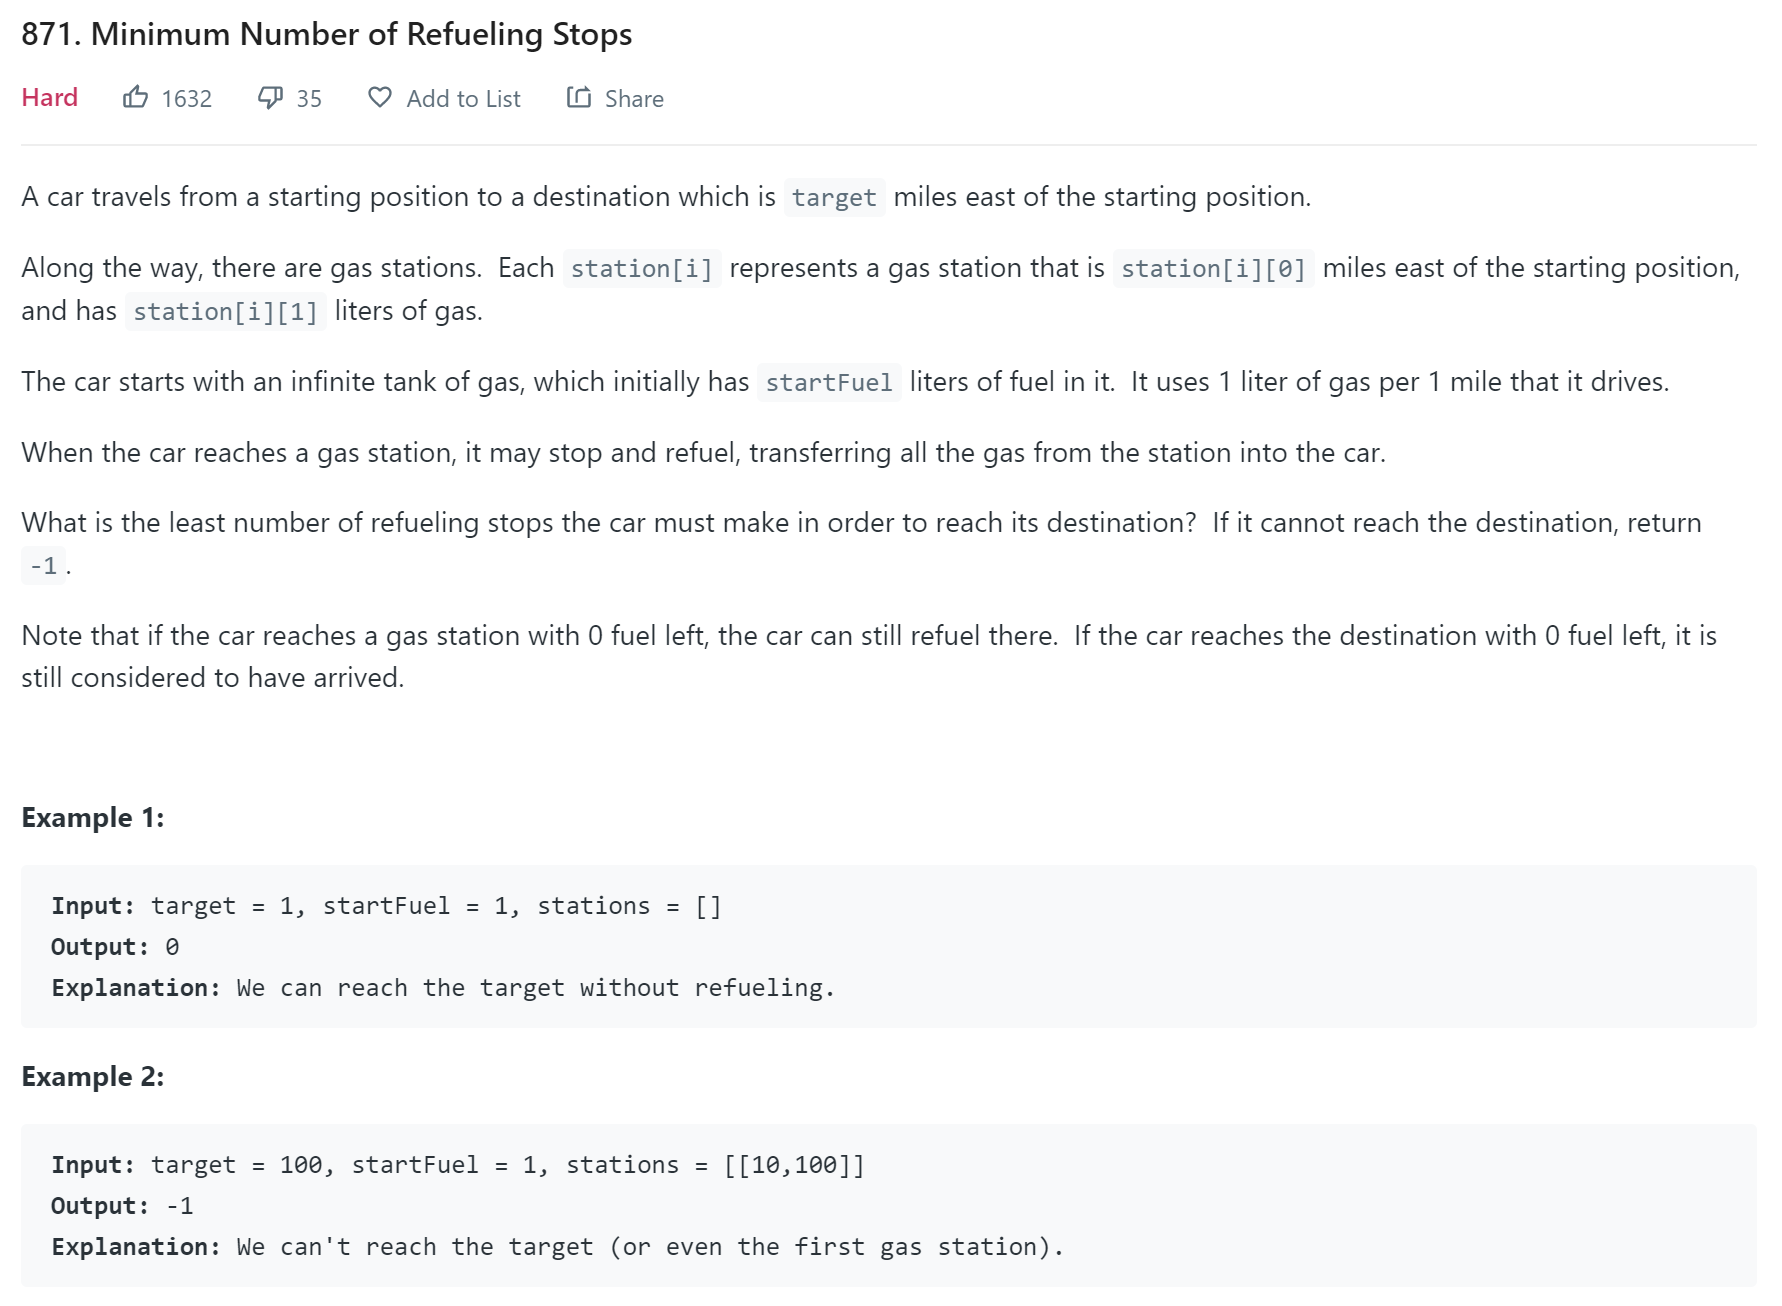 871. Minimum Number of Refueling Stops
Hard 1632 35 Add to List Share
A car travels from a starting position to a destination which is target miles east of the starting position.
Along the way, there are gas stations.  Each station[i] represents a gas station that is station[i][0] miles east of the starting position,
and has station[i][1] liters of gas.
The car starts with an infinite tank of gas, which initially has startFuel liters of fuel in it.  It uses 1 liter of gas per 1 mile that it drives.
When the car reaches a gas station, it may stop and refuel, transferring all the gas from the station into the car.
What is the least number of refueling stops the car must make in order to reach its destination?  If it cannot reach the destination, return
-1.
Note that if the car reaches a gas station with 0 fuel left, the car can still refuel there.  If the car reaches the destination with 0 fuel left, it is
still considered to have arrived.
Example 1:
Input: target = 1, startFuel = 1, stations = []
Output: 0
Explanation: We can reach the target without refueling.
Example 2:
Input: target = 100, startFuel = 1, stations = [[10,100]]
Output: -1
Explanation: We can't reach the target (or even the first gas station).